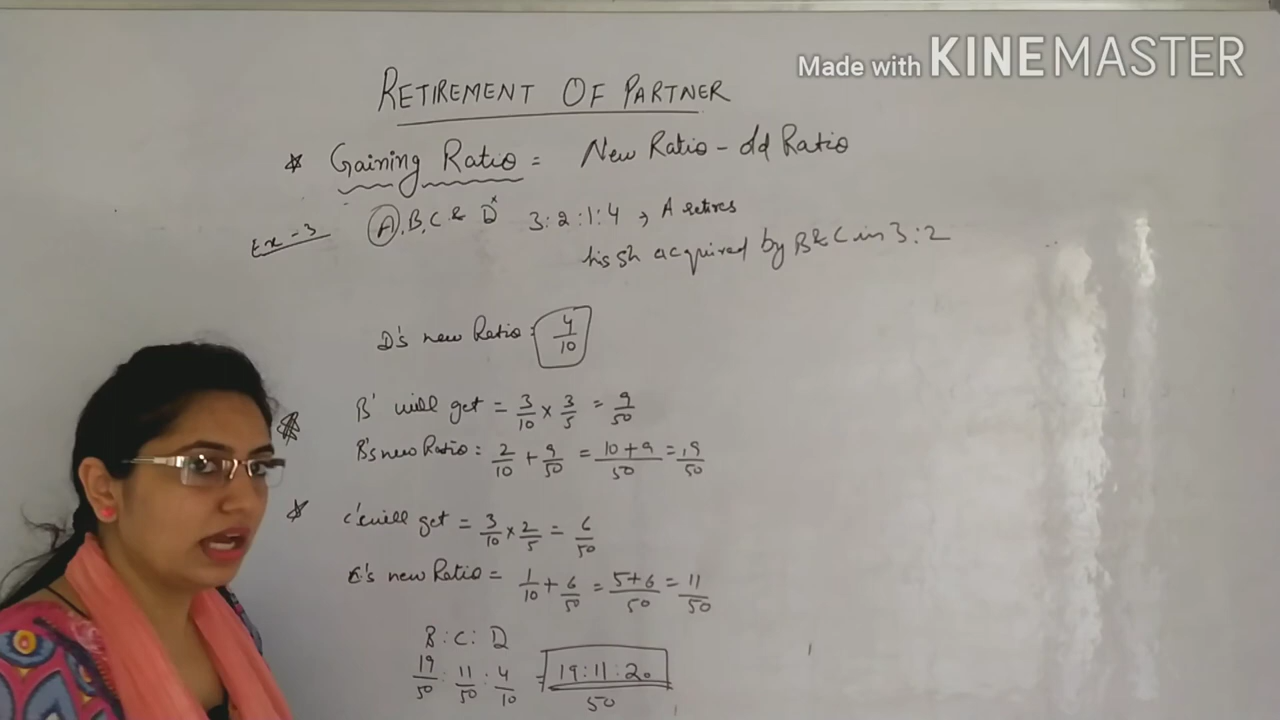 Made with KINEMASTER
RETIREMENT OF PARTNER
* Gaining Ratio = New Ratio - Old Ratio
Ex-3 A, B, C & D 3:2:1:4, A retires
his sh acquired by B & C in 3:2
D's new Ratio: 4/10
B' will get = 3/10 × 3/5 = 9/50
B's new Ratio: 2/10 + 9/50 = 10+9/50 = 19/50
* C' will get = 3/10 × 2/5 = 6/50
C's new Ratio = 1/10 + 6/50 = 5+6/50 = 11/50
B : C : D
19/50 : 11/50 : 4/10 = 19:11:20/50